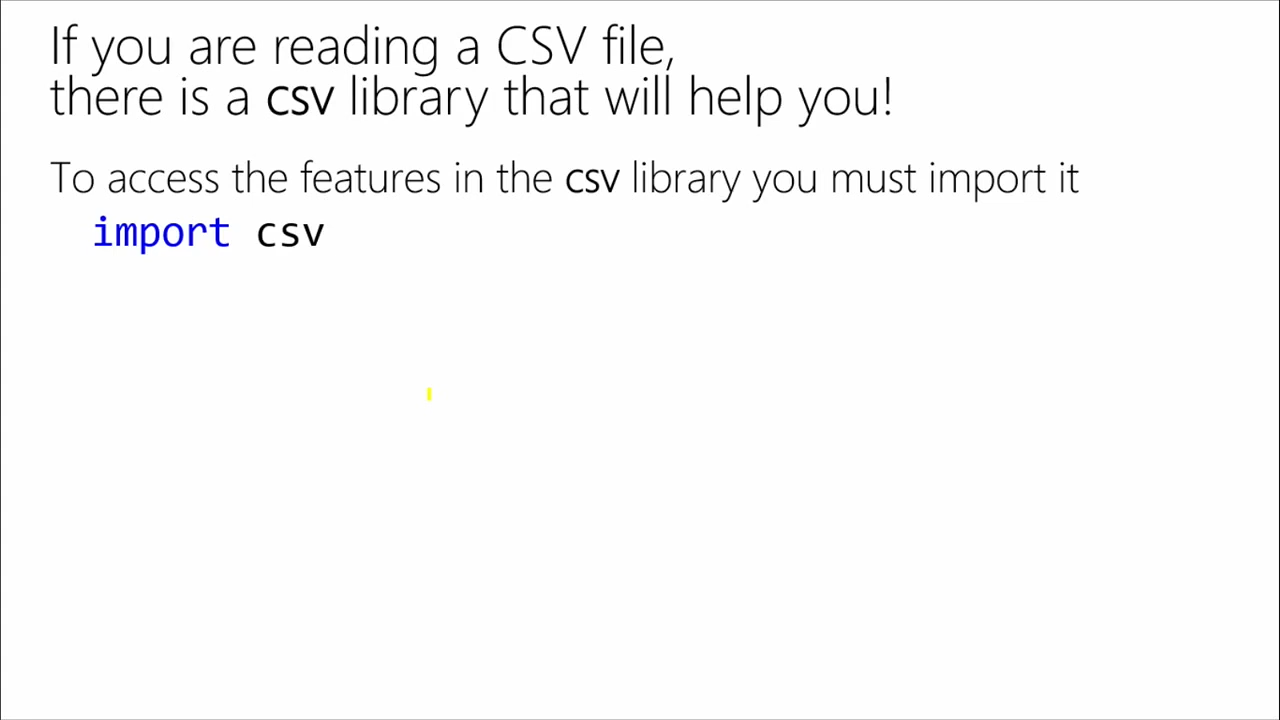 If you are reading a CSV file,
there is a csv library that will help you!
To access the features in the csv library you must import it
import csv